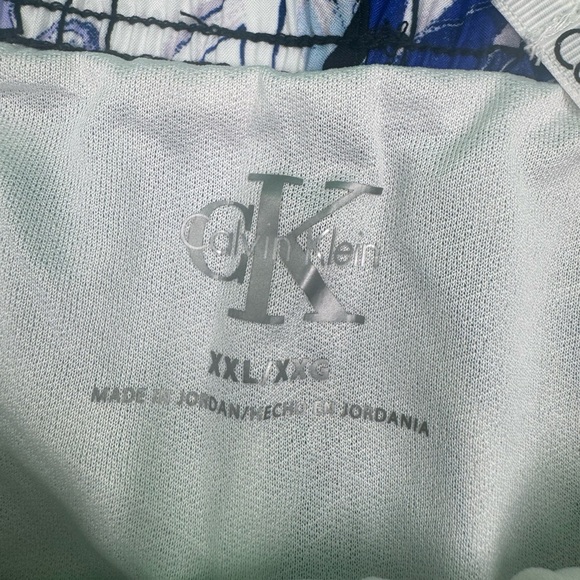 CK
Calvin Klein
XXL/XXG
MADE IN JORDAN/HECHO EN JORDANIA